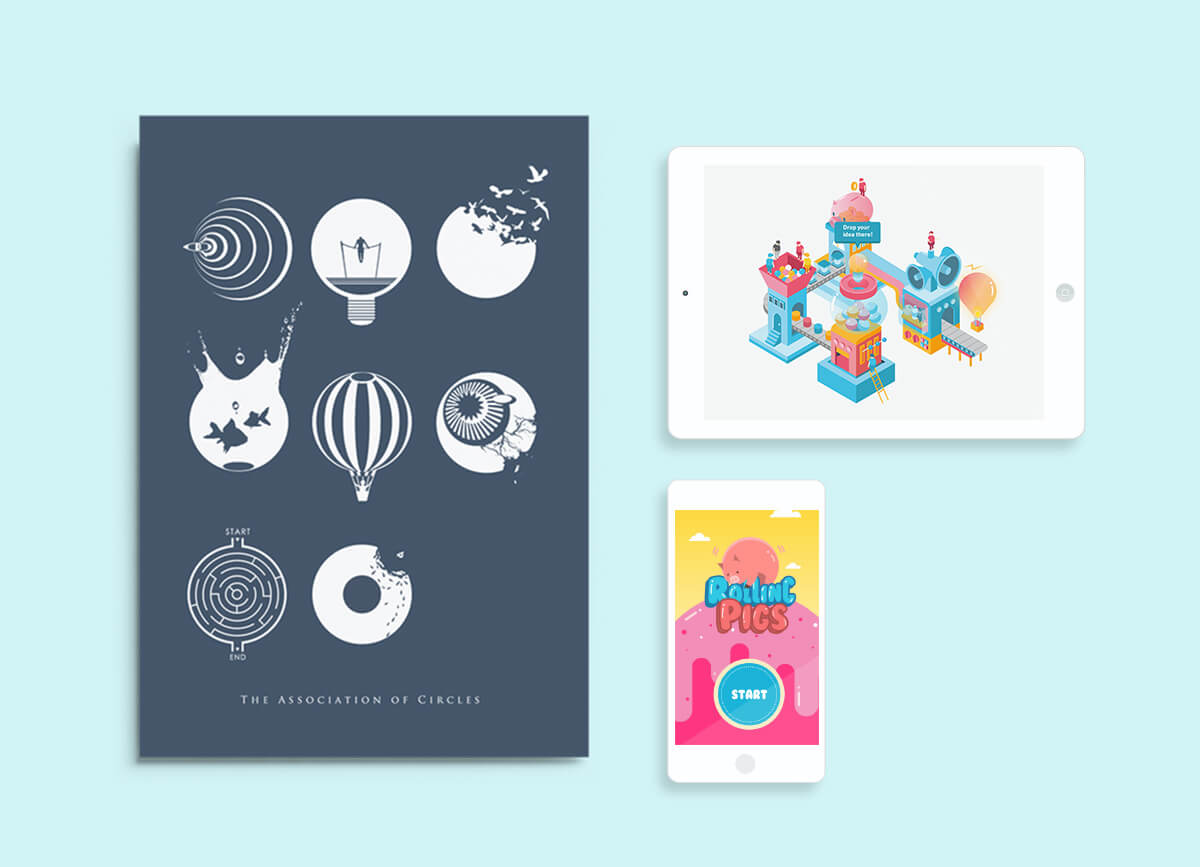 START
END
THE ASSOCIATION OF CIRCLES
Drop your
idea there!
ROLLING
PIGS
START